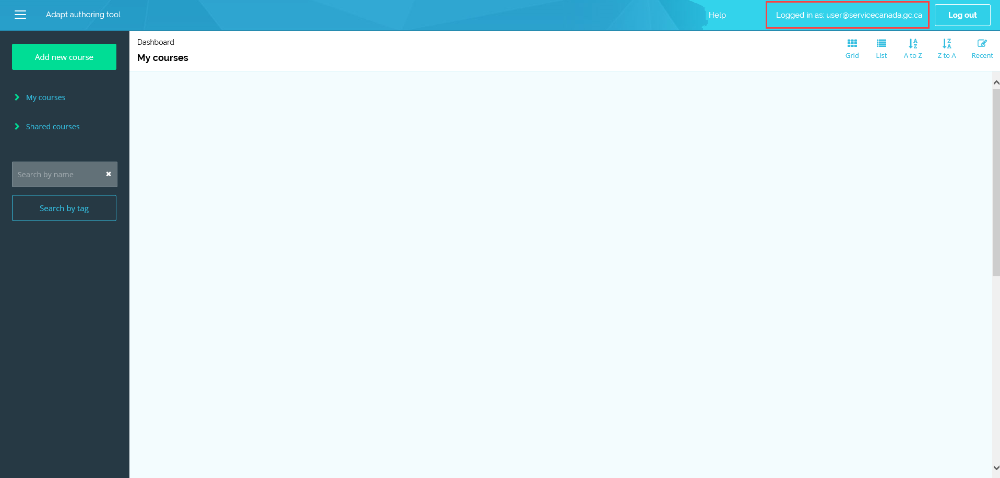 Adapt authoring tool
Help
Logged in as: user@servicecanada.gc.ca
Log out
Add new course
My courses
Shared courses
Search by name
Search by tag
Dashboard
My courses
Grid
List
A to Z
Z to A
Recent